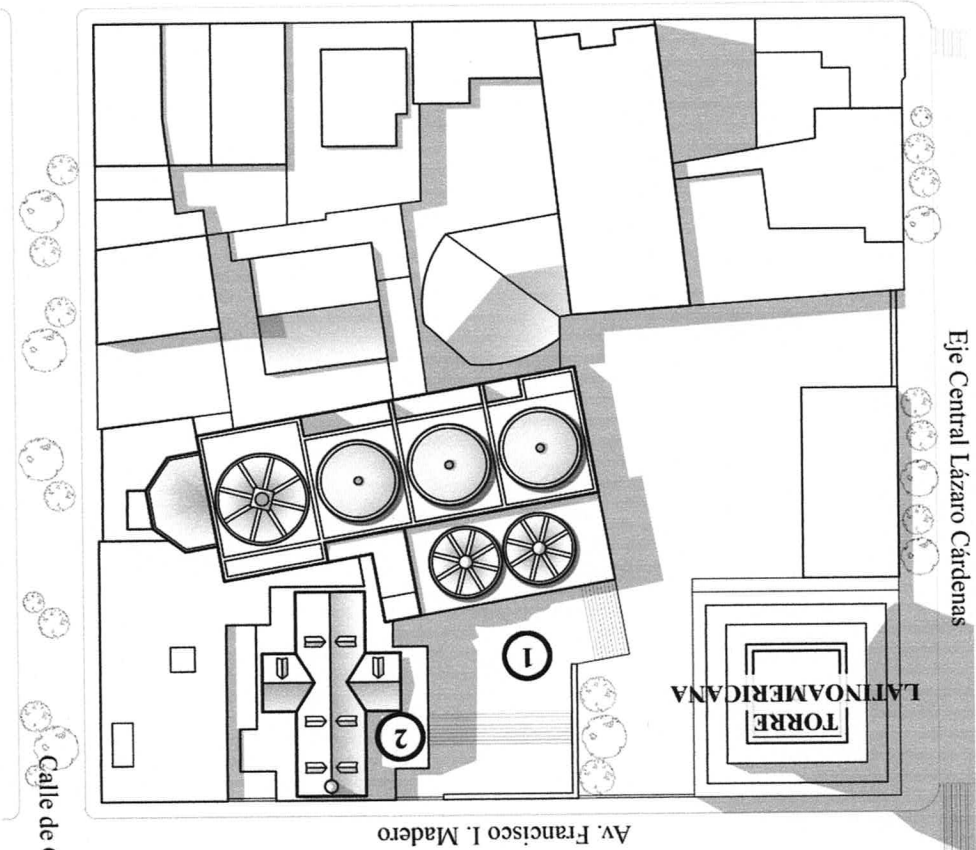 Eje Central Lázaro Cárdenas
1
TORRE
LATINOAMERICANA
2
Av. Francisco I. Madero
Calle de